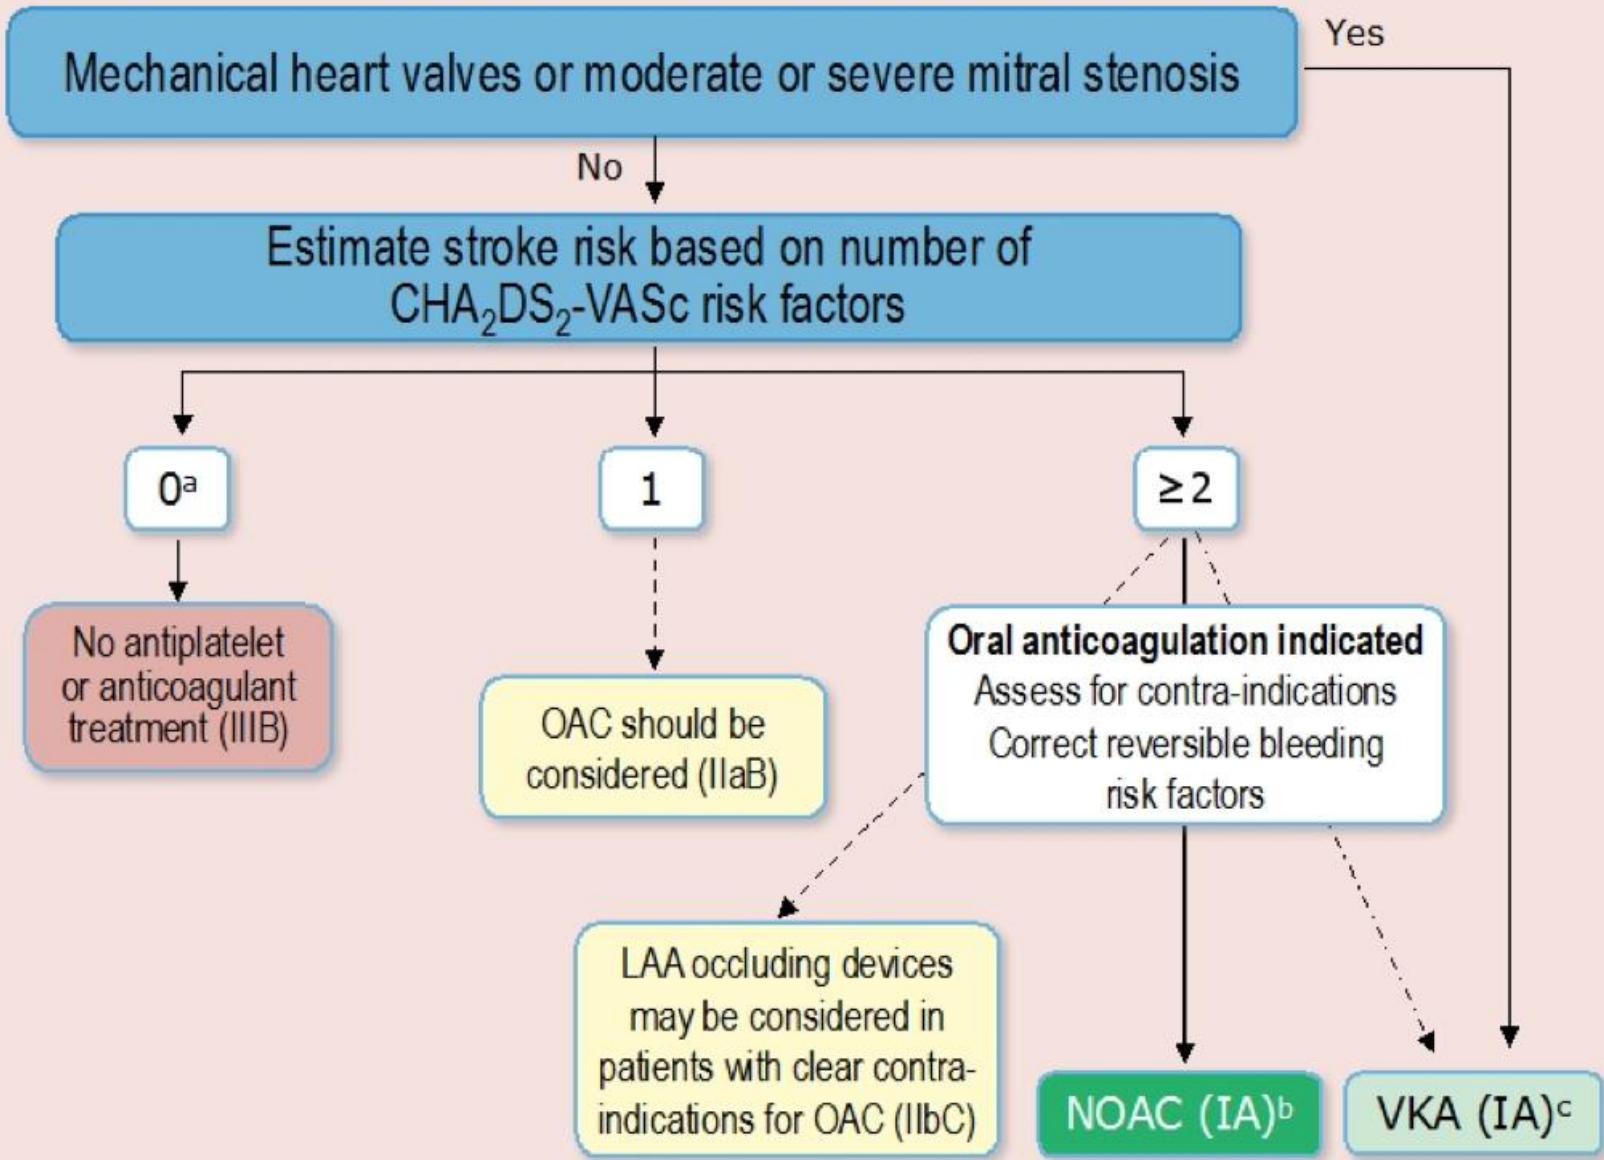 Yes
Mechanical heart valves or moderate or severe mitral stenosis
No
Estimate stroke risk based on number of
CHA₂DS₂-VASc risk factors
0ᵃ
1
≥2
No antiplatelet
or anticoagulant
treatment (IIIB)
OAC should be
considered (IIaB)
Oral anticoagulation indicated
Assess for contra-indications
Correct reversible bleeding
risk factors
LAA occluding devices
may be considered in
patients with clear contra-
indications for OAC (IIbC)
NOAC (IA)ᵇ
VKA (IA)ᶜ